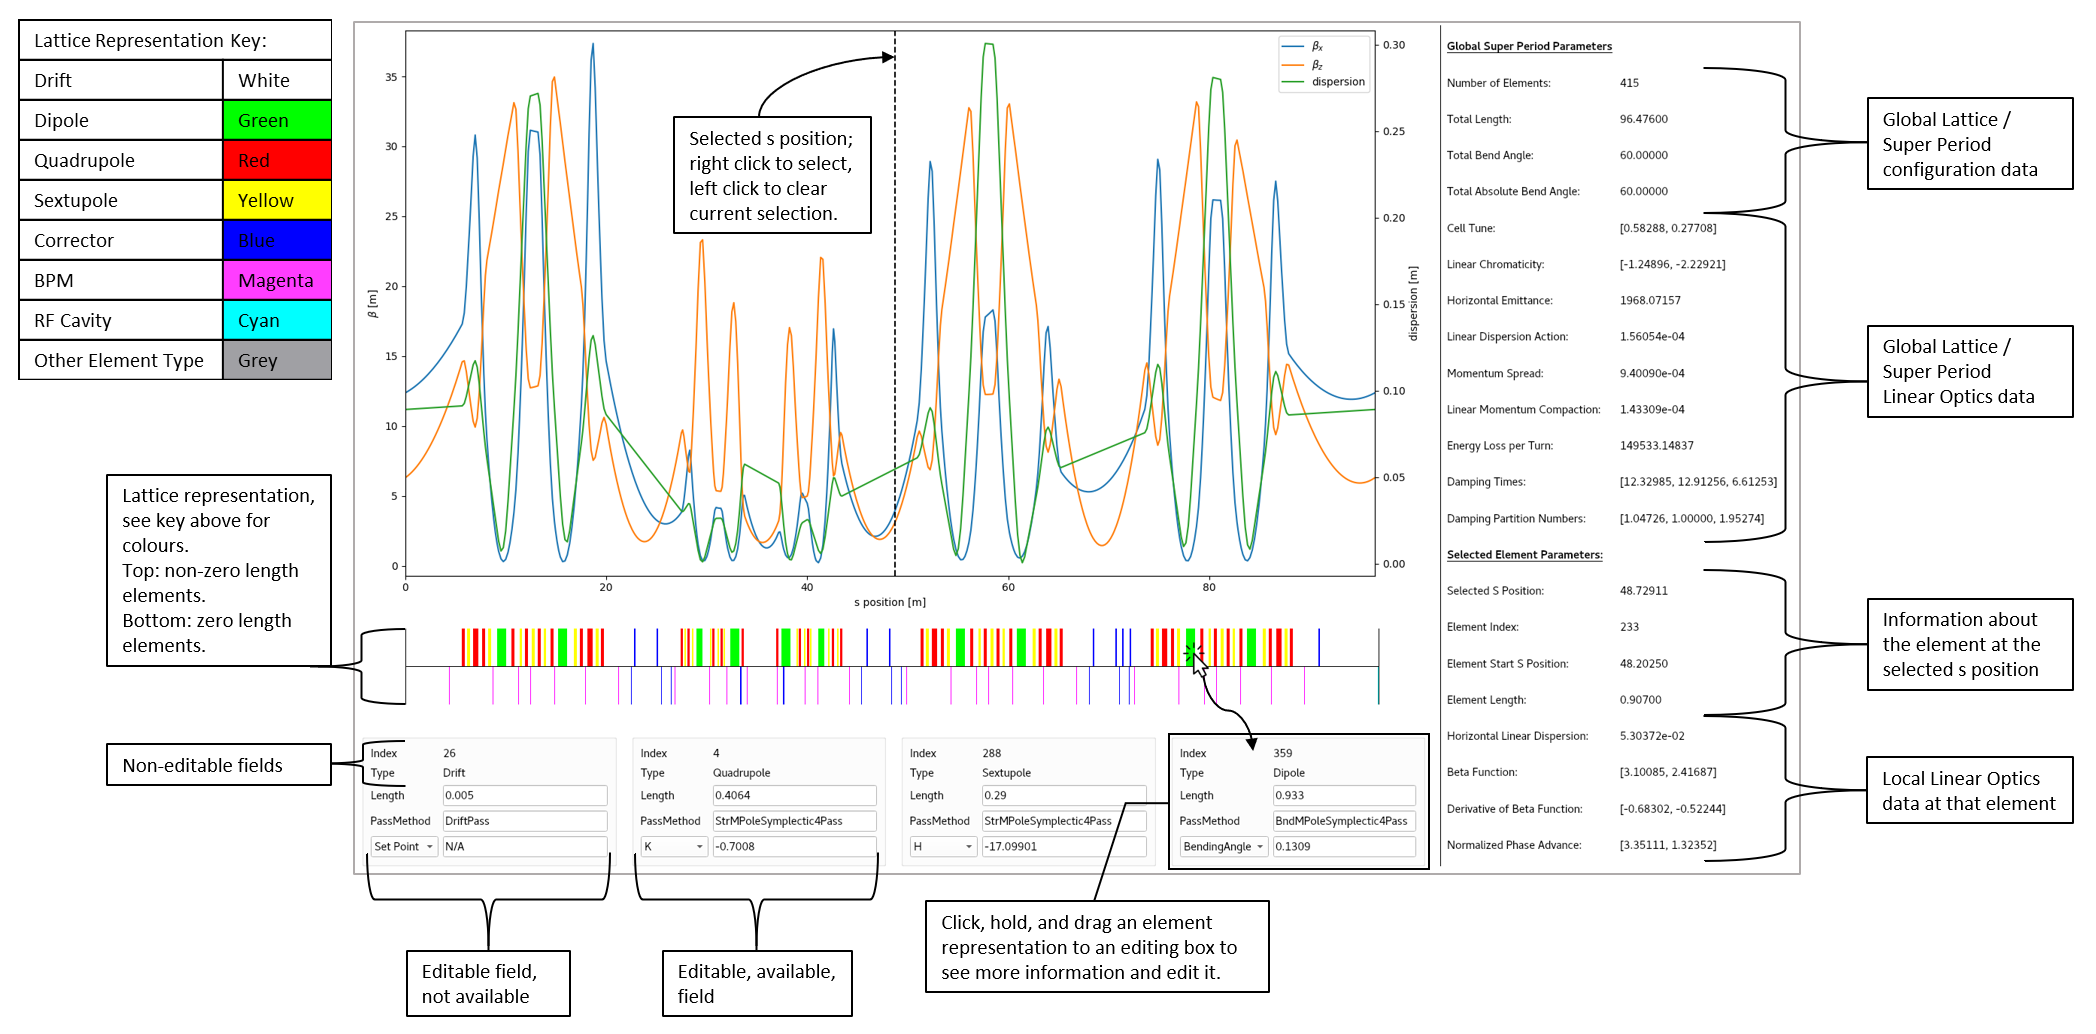 Lattice Representation Key:
Drift White
Dipole Green
Quadrupole Red
Sextupole Yellow
Corrector Blue
BPM Magenta
RF Cavity Cyan
Other Element Type Grey
Lattice representation,
see key above for
colours.
Top: non-zero length
elements.
Bottom: zero length
elements.
Non-editable fields
β [m]
35
30
25
20
15
10
5
0
0 20 40 60 80
s position [m]
0.30
0.25
0.20
0.15
0.10
0.05
0.00
dispersion [m]
βx
βz
dispersion
Selected s position;
right click to select,
left click to clear
current selection.
Index 26
Type Drift
Length 0.005
PassMethod DriftPass
Set Point N/A
Index 4
Type Quadrupole
Length 0.4064
PassMethod StrMPoleSymplectic4Pass
K -0.7008
Index 288
Type Sextupole
Length 0.29
PassMethod StrMPoleSymplectic4Pass
H -17.09901
Index 359
Type Dipole
Length 0.933
PassMethod BndMPoleSymplectic4Pass
BendingAngle 0.1309
Editable field,
not available
Editable, available,
field
Click, hold, and drag an element
representation to an editing box to
see more information and edit it.
Global Super Period Parameters
Number of Elements: 415
Total Length: 96.47600
Total Bend Angle: 60.00000
Total Absolute Bend Angle: 60.00000
Cell Tune: [0.58288, 0.27708]
Linear Chromaticity: [-1.24896, -2.22921]
Horizontal Emittance: 1968.07157
Linear Dispersion Action: 1.56054e-04
Momentum Spread: 9.40090e-04
Linear Momentum Compaction: 1.43309e-04
Energy Loss per Turn: 149533.14837
Damping Times: [12.32985, 12.91256, 6.61253]
Damping Partition Numbers: [1.04726, 1.00000, 1.95274]
Selected Element Parameters:
Selected S Position: 48.72911
Element Index: 233
Element Start S Position: 48.20250
Element Length: 0.90700
Horizontal Linear Dispersion: 5.30372e-02
Beta Function: [3.10085, 2.41687]
Derivative of Beta Function: [-0.68302, -0.52244]
Normalized Phase Advance: [3.35111, 1.32352]
Global Lattice /
Super Period
configuration data
Global Lattice /
Super Period
Linear Optics data
Information about
the element at the
selected s position
Local Linear Optics
data at that element